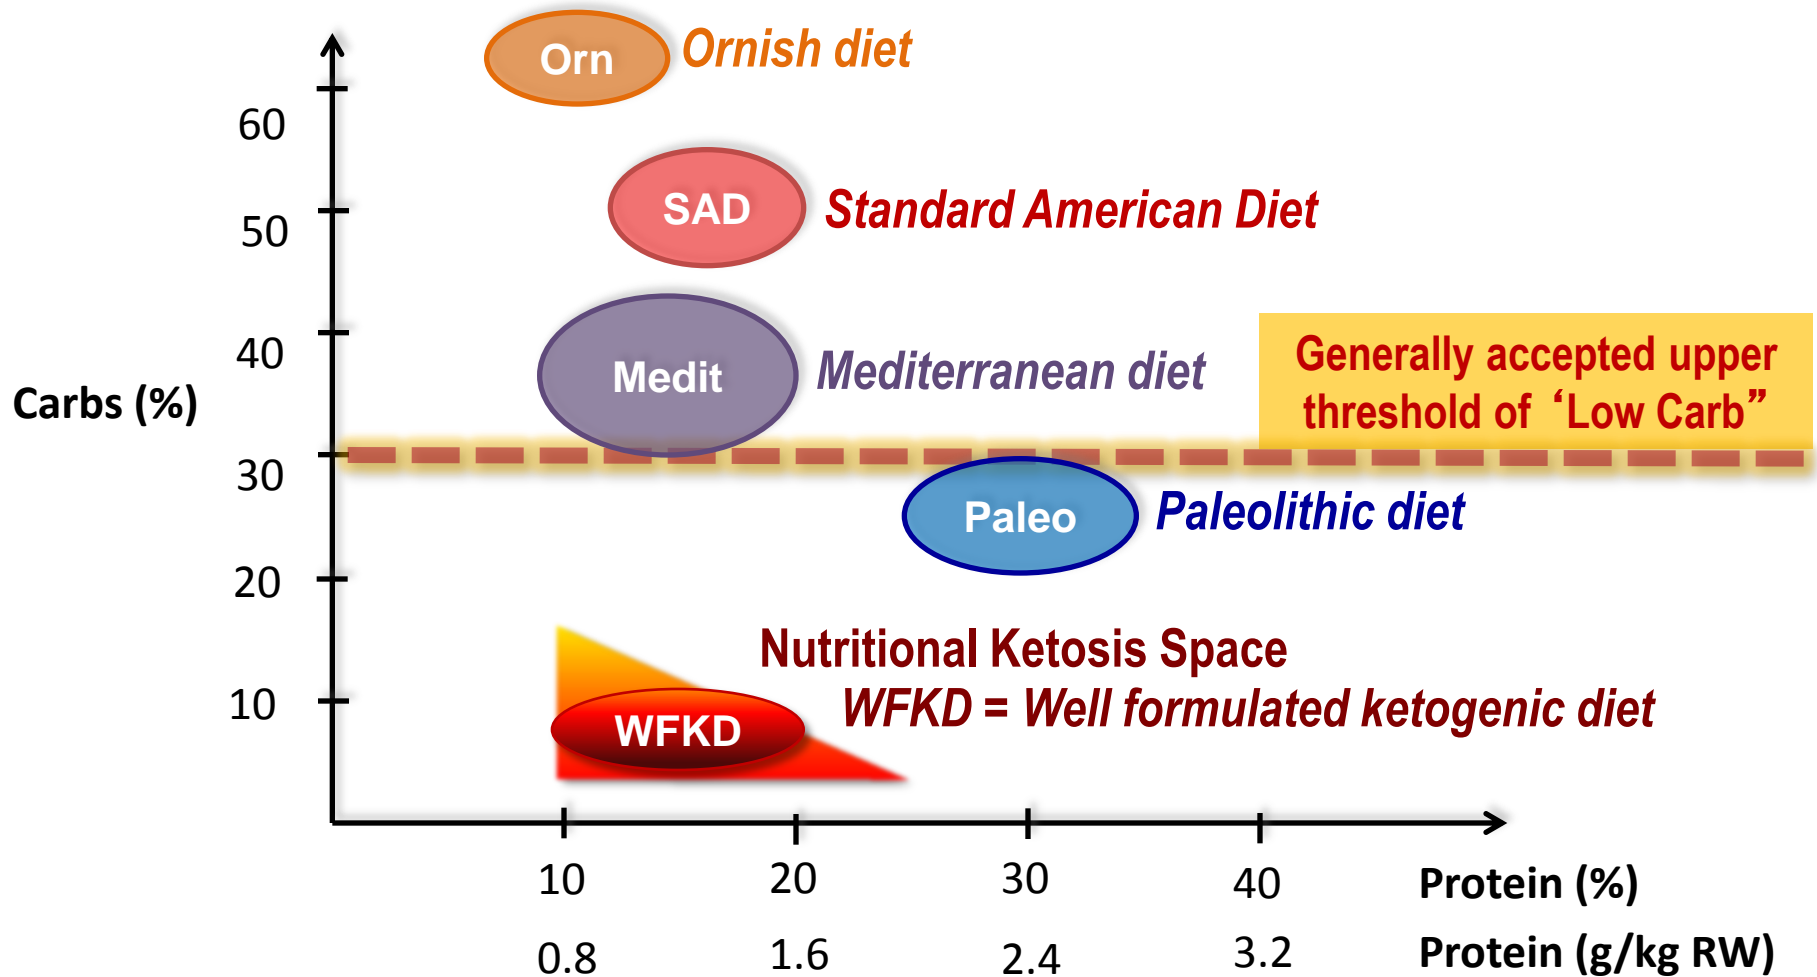 Orn
Ornish diet
60
SAD
Standard American Diet
50
40
Medit
Mediterranean diet
Generally accepted upper
threshold of ‘Low Carb”
Carbs (%)
30
Paleo
Paleolithic diet
20
Nutritional Ketosis Space
WFKD = Well formulated ketogenic diet
10
WFKD
10 20 30 40 Protein (%)
0.8 1.6 2.4 3.2 Protein (g/kg RW)